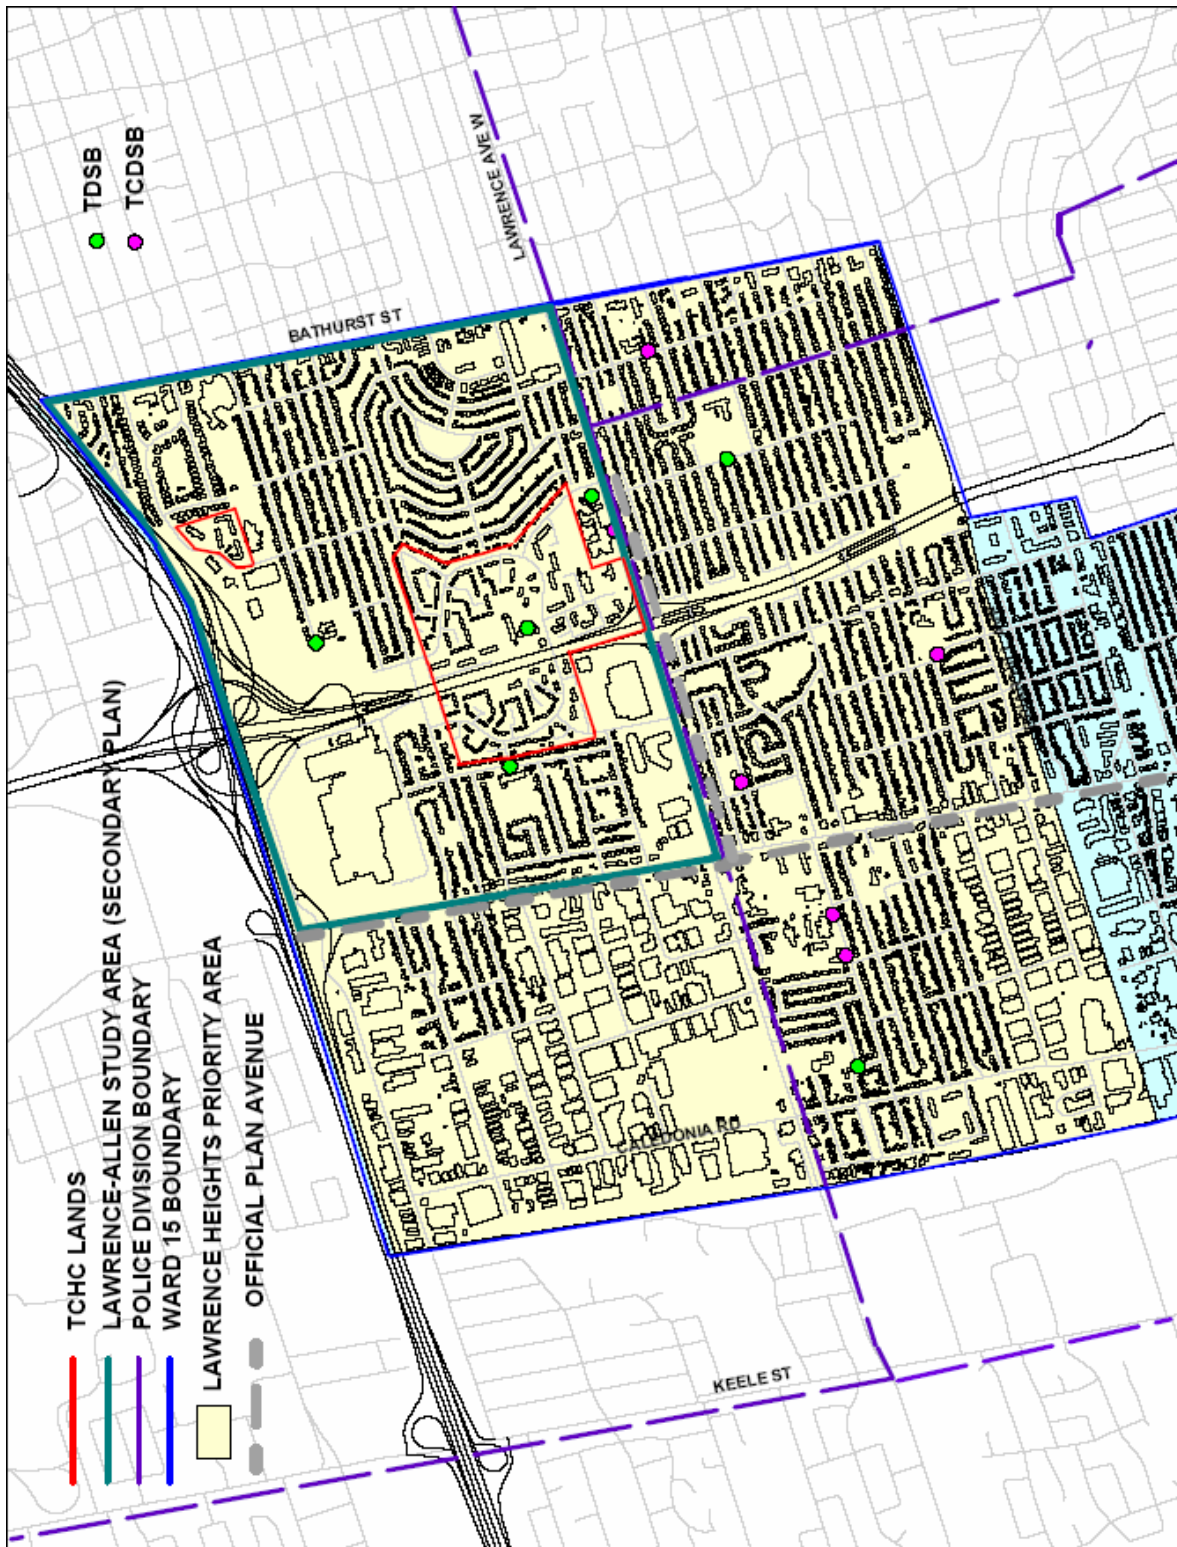 TCHC LANDS
LAWRENCE-ALLEN STUDY AREA (SECONDARY PLAN)
POLICE DIVISION BOUNDARY
WARD 15 BOUNDARY
LAWRENCE HEIGHTS PRIORITY AREA
OFFICIAL PLAN AVENUE
TDSB
TCDSB
BATHURST ST
LAWRENCE AVE W
CALEDONIA RD
KEELE ST